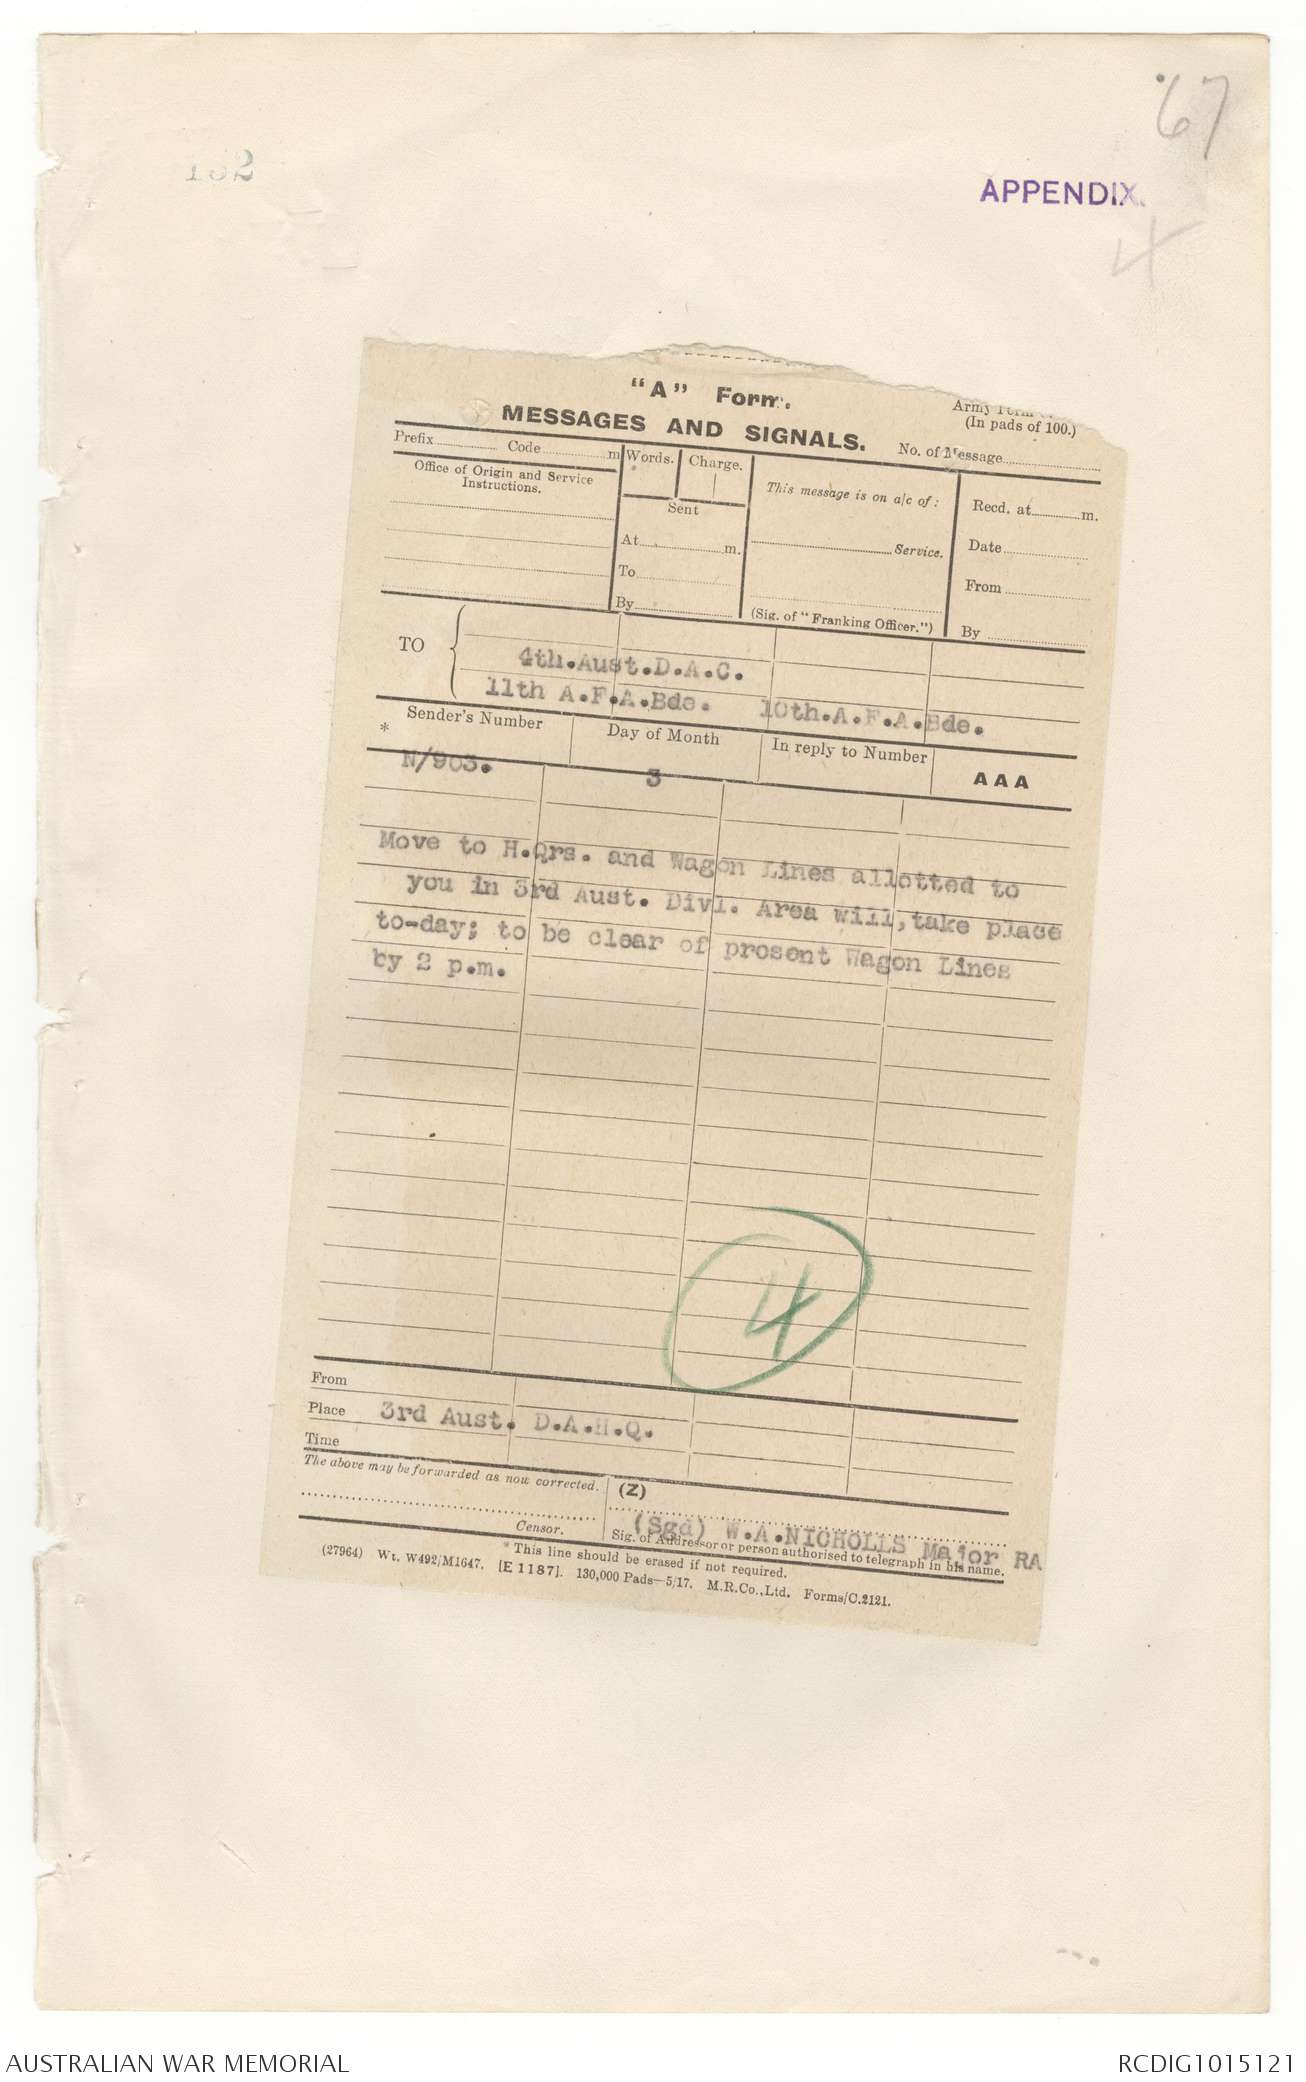 67
APPENDIX.
4
"A" Form.
Army Form
MESSAGES AND SIGNALS.
(In pads of 100.)
No. of Message
Prefix Code m
Words. Charge.
Office of Origin and Service
Instructions.
This message is on a/c of :
Recd. at m.
Sent
At m.
Service.
Date
To
From
By
(Sig. of "Franking Officer.")
By
TO
4th.Aust.D.A.C.
11th A.F.A.Bde. 10th.A.F.A.Bde.
* Sender's Number Day of Month In reply to Number AAA
N/903. 3
Move to H.Qrs. and Wagon Lines allotted to
you in 3rd Aust. Divl. Area will,take place
to-day; to be clear of present Wagon Lines
by 2 p.m.
4
From
Place 3rd Aust. D.A.H.Q.
Time
The above may be forwarded as now corrected. (Z)
Censor.
(Sgd) W.A.NICHOLLS Major RA
Sig. of Addressor or person authorised to telegraph in his name.
* This line should be erased if not required.
(27964) Wt. W492/M1647. [E 1187]. 130,000 Pads—5/17. M.R.Co.,Ltd. Forms/C.2121.
AUSTRALIAN WAR MEMORIAL RCDIG1015121